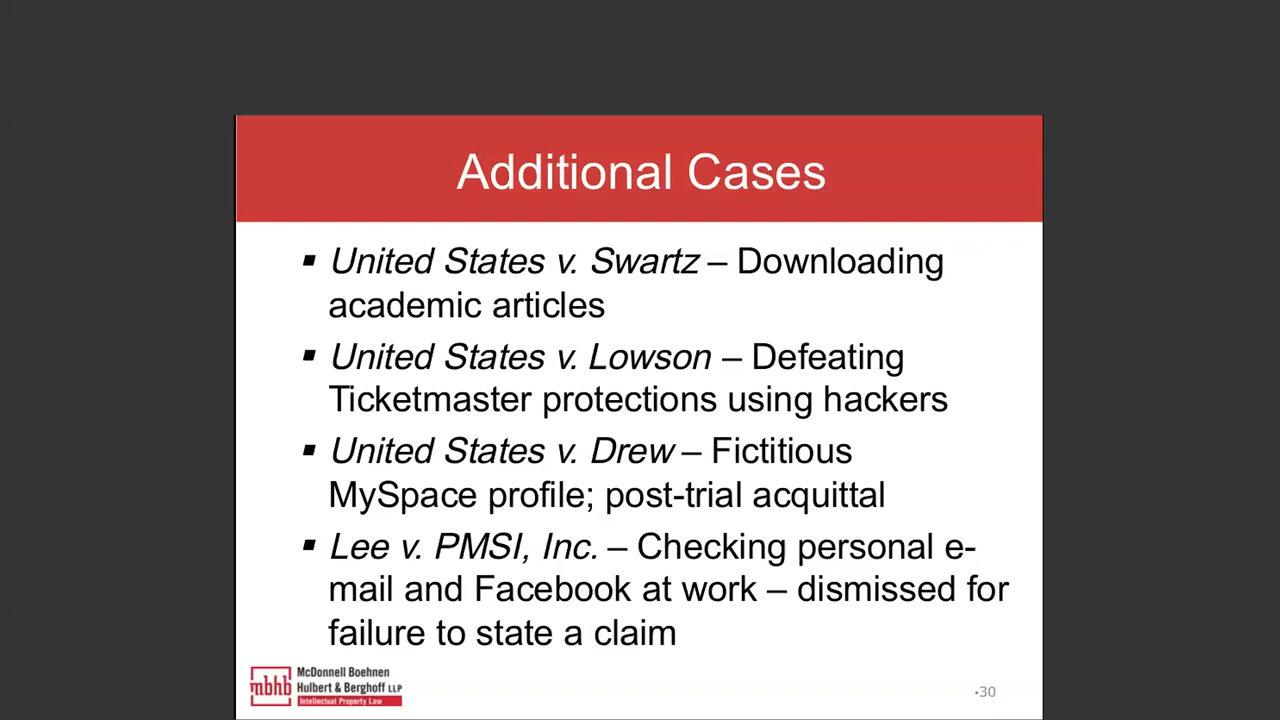 Additional Cases
▪ United States v. Swartz – Downloading
academic articles
▪ United States v. Lowson – Defeating
Ticketmaster protections using hackers
▪ United States v. Drew – Fictitious
MySpace profile; post-trial acquittal
▪ Lee v. PMSI, Inc. – Checking personal e-
mail and Facebook at work – dismissed for
failure to state a claim
mbhb
McDonnell Boehnen
Hulbert & Berghoff LLP
Intellectual Property Law
•30